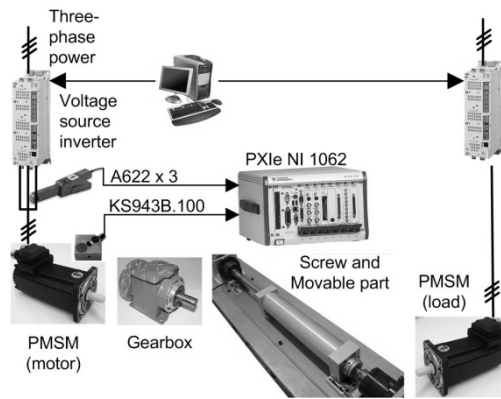 Three-
phase
power
Voltage
source
inverter
A622 x 3
PXIe NI 1062
KS943B.100
Screw and
Movable part
PMSM
(load)
PMSM
(motor)
Gearbox